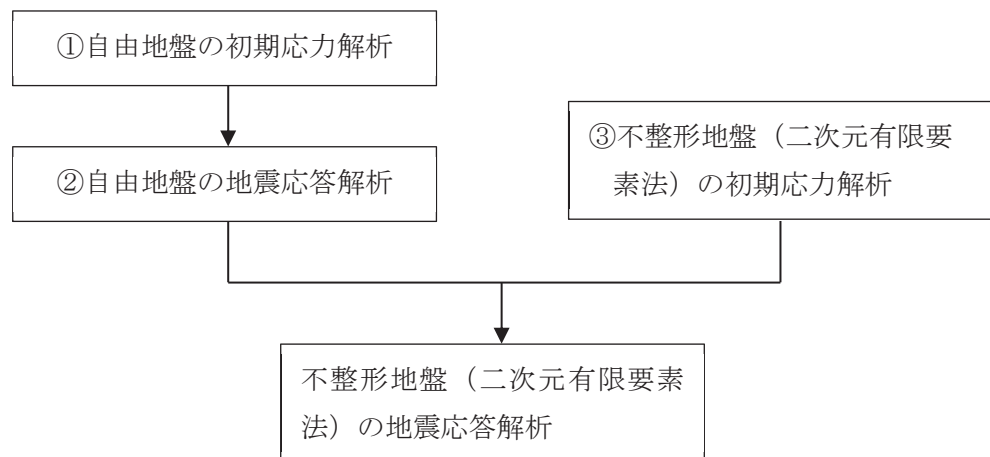 ①自由地盤の初期応力解析
②自由地盤の地震応答解析
③不整形地盤（二次元有限要
素法）の初期応力解析
不整形地盤（二次元有限要素
法）の地震応答解析